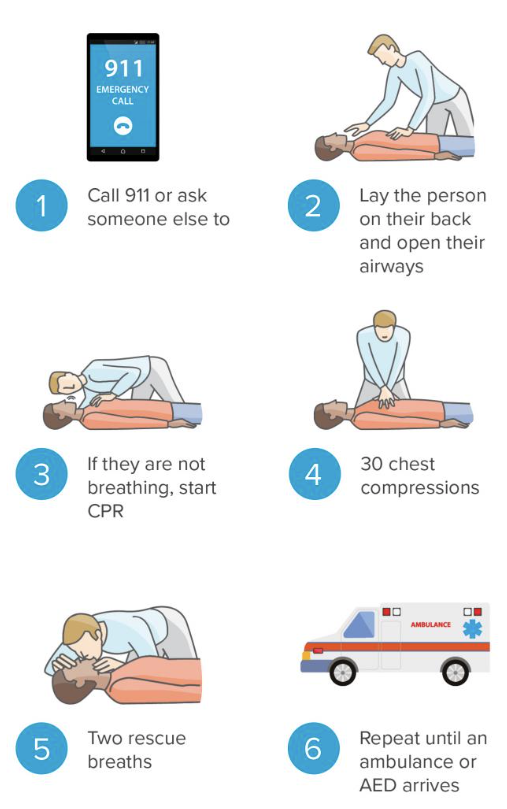 911
EMERGENCY
CALL
1
Call 911 or ask
someone else to
2
Lay the person
on their back
and open their
airways
3
If they are not
breathing, start
CPR
4
30 chest
compressions
5
Two rescue
breaths
AMBULANCE
6
Repeat until an
ambulance or
AED arrives